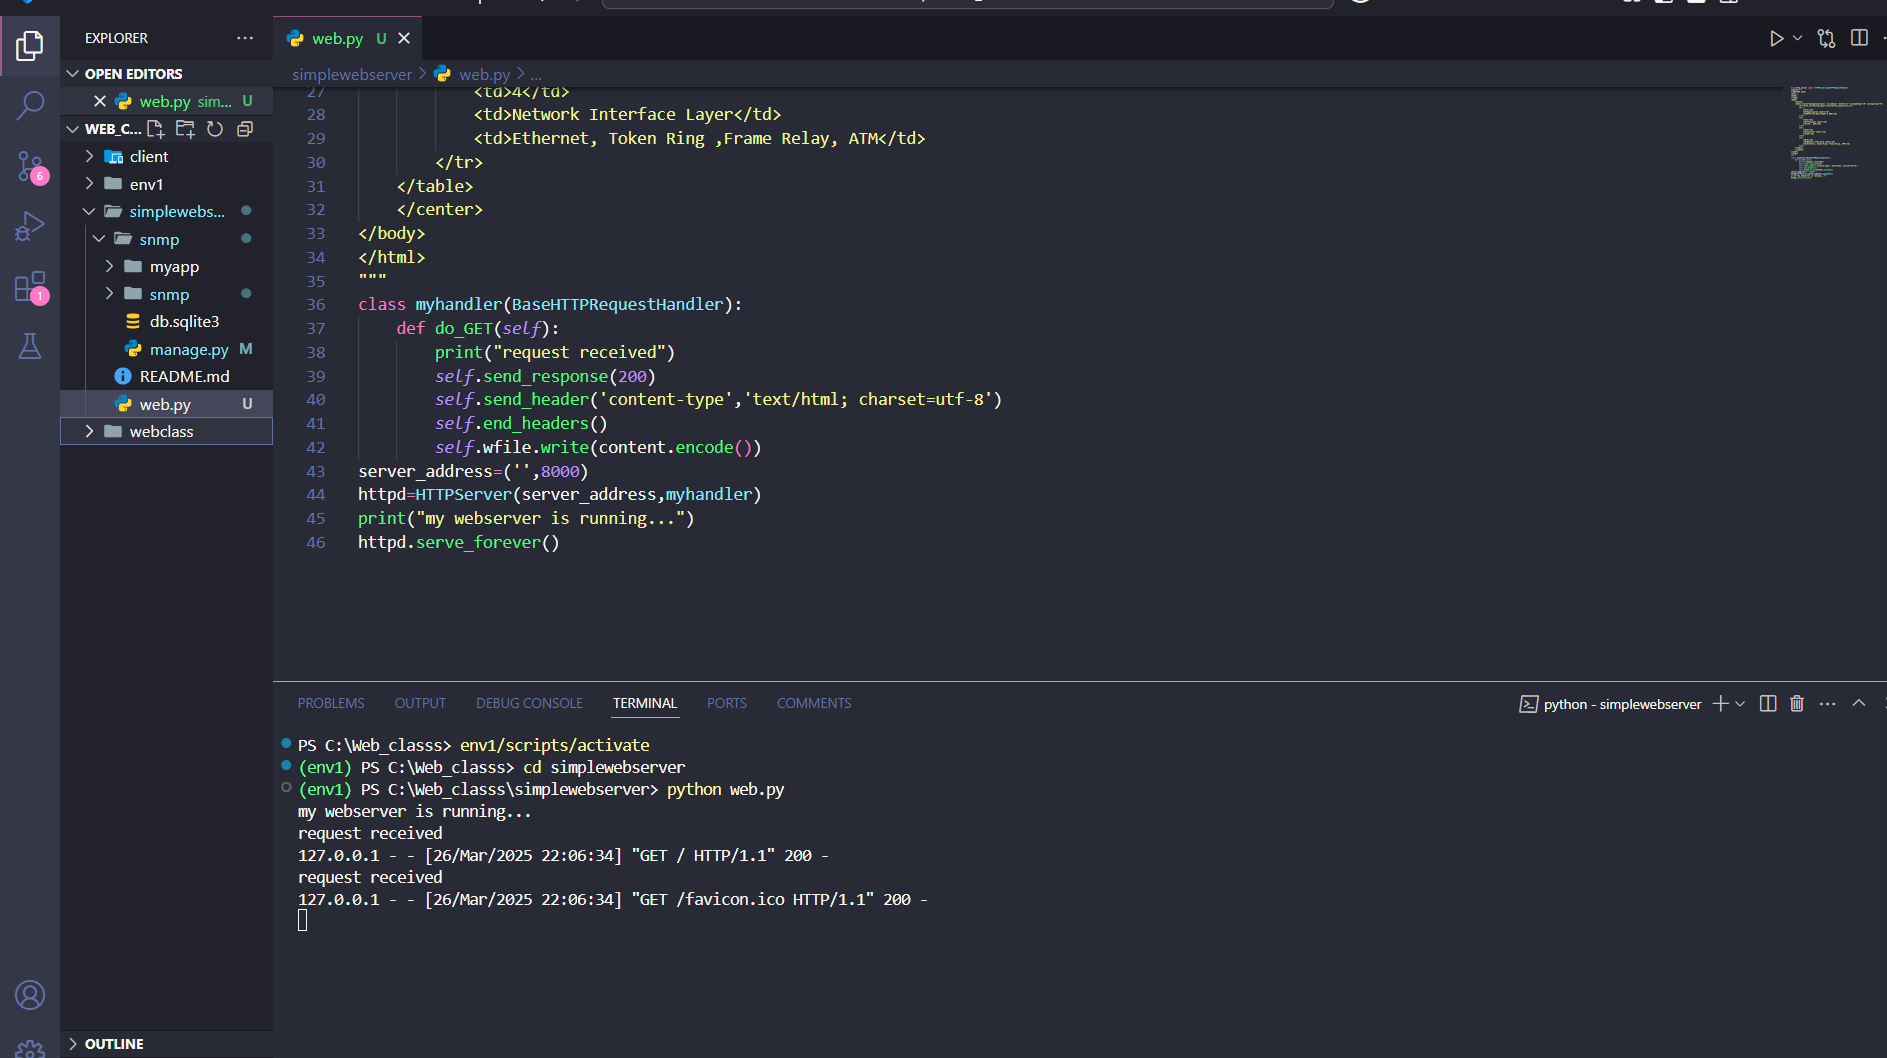 EXPLORER
web.py U
OPEN EDITORS
web.py sim... U
simplewebserver > web.py > ...
WEB_C...
client
env1
simplewebs...
snmp
myapp
snmp
db.sqlite3
manage.py M
README.md
web.py U
webclass
OUTLINE
6
1
27 <td>4</td>
28 <td>Network Interface Layer</td>
29 <td>Ethernet, Token Ring ,Frame Relay, ATM</td>
30 </tr>
31 </table>
32 </center>
33 </body>
34 </html>
35 """
36 class myhandler(BaseHTTPRequestHandler):
37 def do_GET(self):
38 print("request received")
39 self.send_response(200)
40 self.send_header('content-type','text/html; charset=utf-8')
41 self.end_headers()
42 self.wfile.write(content.encode())
43 server_address=('',8000)
44 httpd=HTTPServer(server_address,myhandler)
45 print("my webserver is running...")
46 httpd.serve_forever()
PROBLEMS OUTPUT DEBUG CONSOLE TERMINAL PORTS COMMENTS
python - simplewebserver
PS C:\Web_classs> env1/scripts/activate
(env1) PS C:\Web_classs> cd simplewebserver
(env1) PS C:\Web_classs\simplewebserver> python web.py
my webserver is running...
request received
127.0.0.1 - - [26/Mar/2025 22:06:34] "GET / HTTP/1.1" 200 -
request received
127.0.0.1 - - [26/Mar/2025 22:06:34] "GET /favicon.ico HTTP/1.1" 200 -